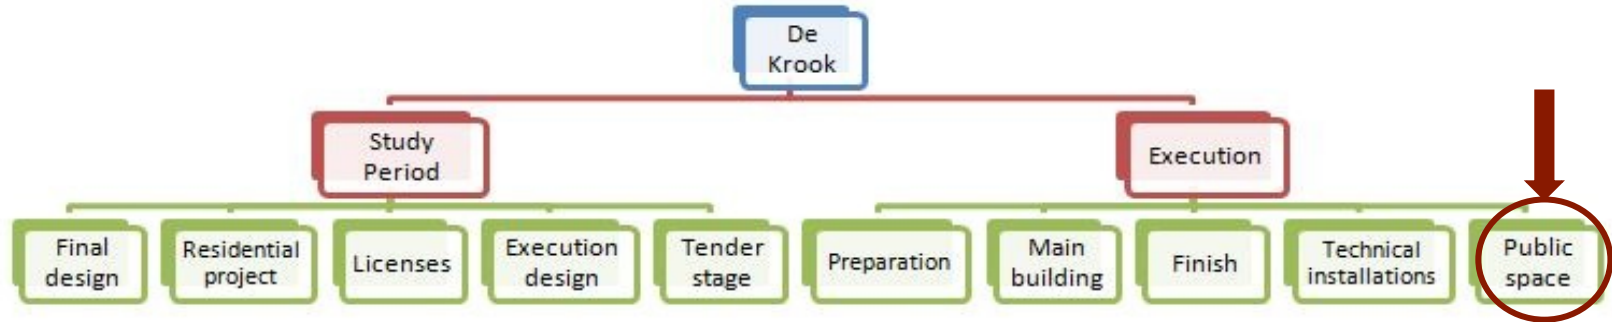 De
Krook
Study
Period
Execution
Final
design
Residential
project
Licenses
Execution
design
Tender
stage
Preparation
Main
building
Finish
Technical
installations
Public
space